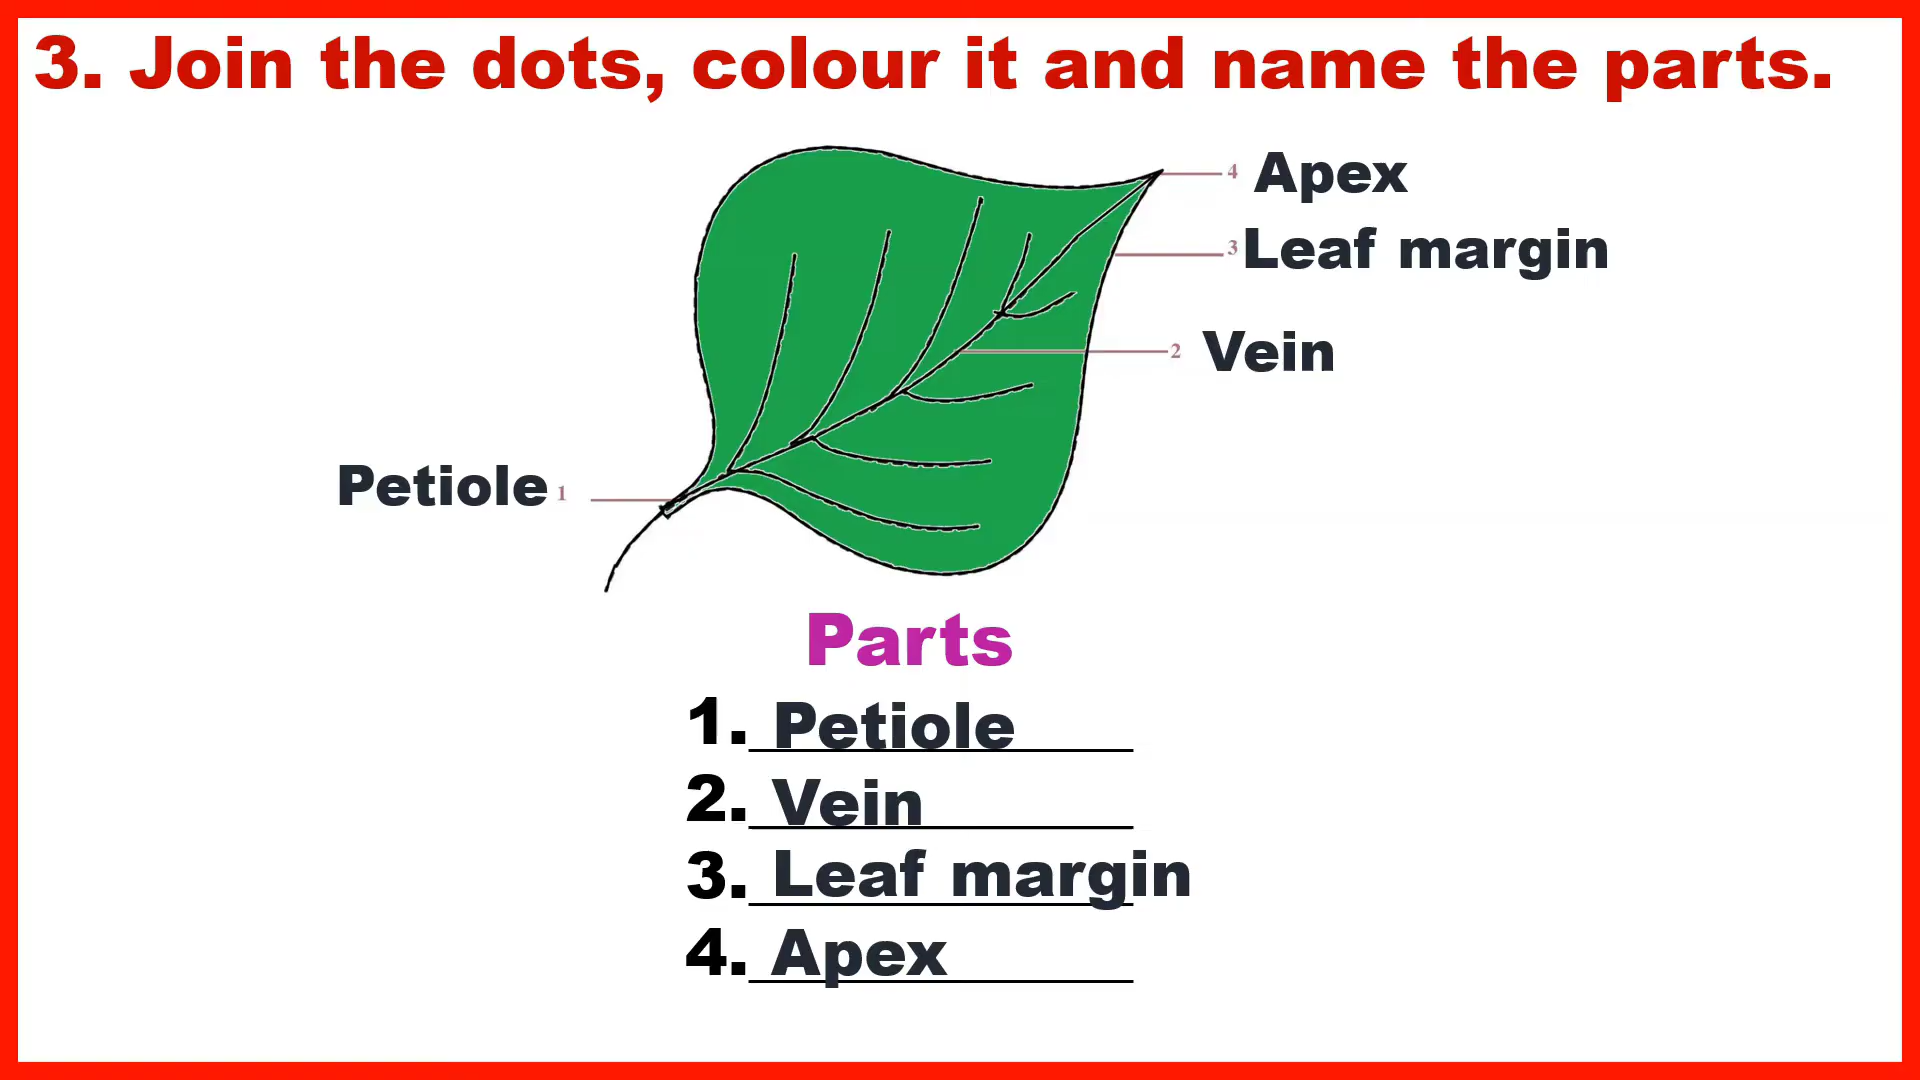 3. Join the dots, colour it and name the parts.
4 Apex
3 Leaf margin
2 Vein
Petiole 1
Parts
1. Petiole
2. Vein
3. Leaf margin
4. Apex